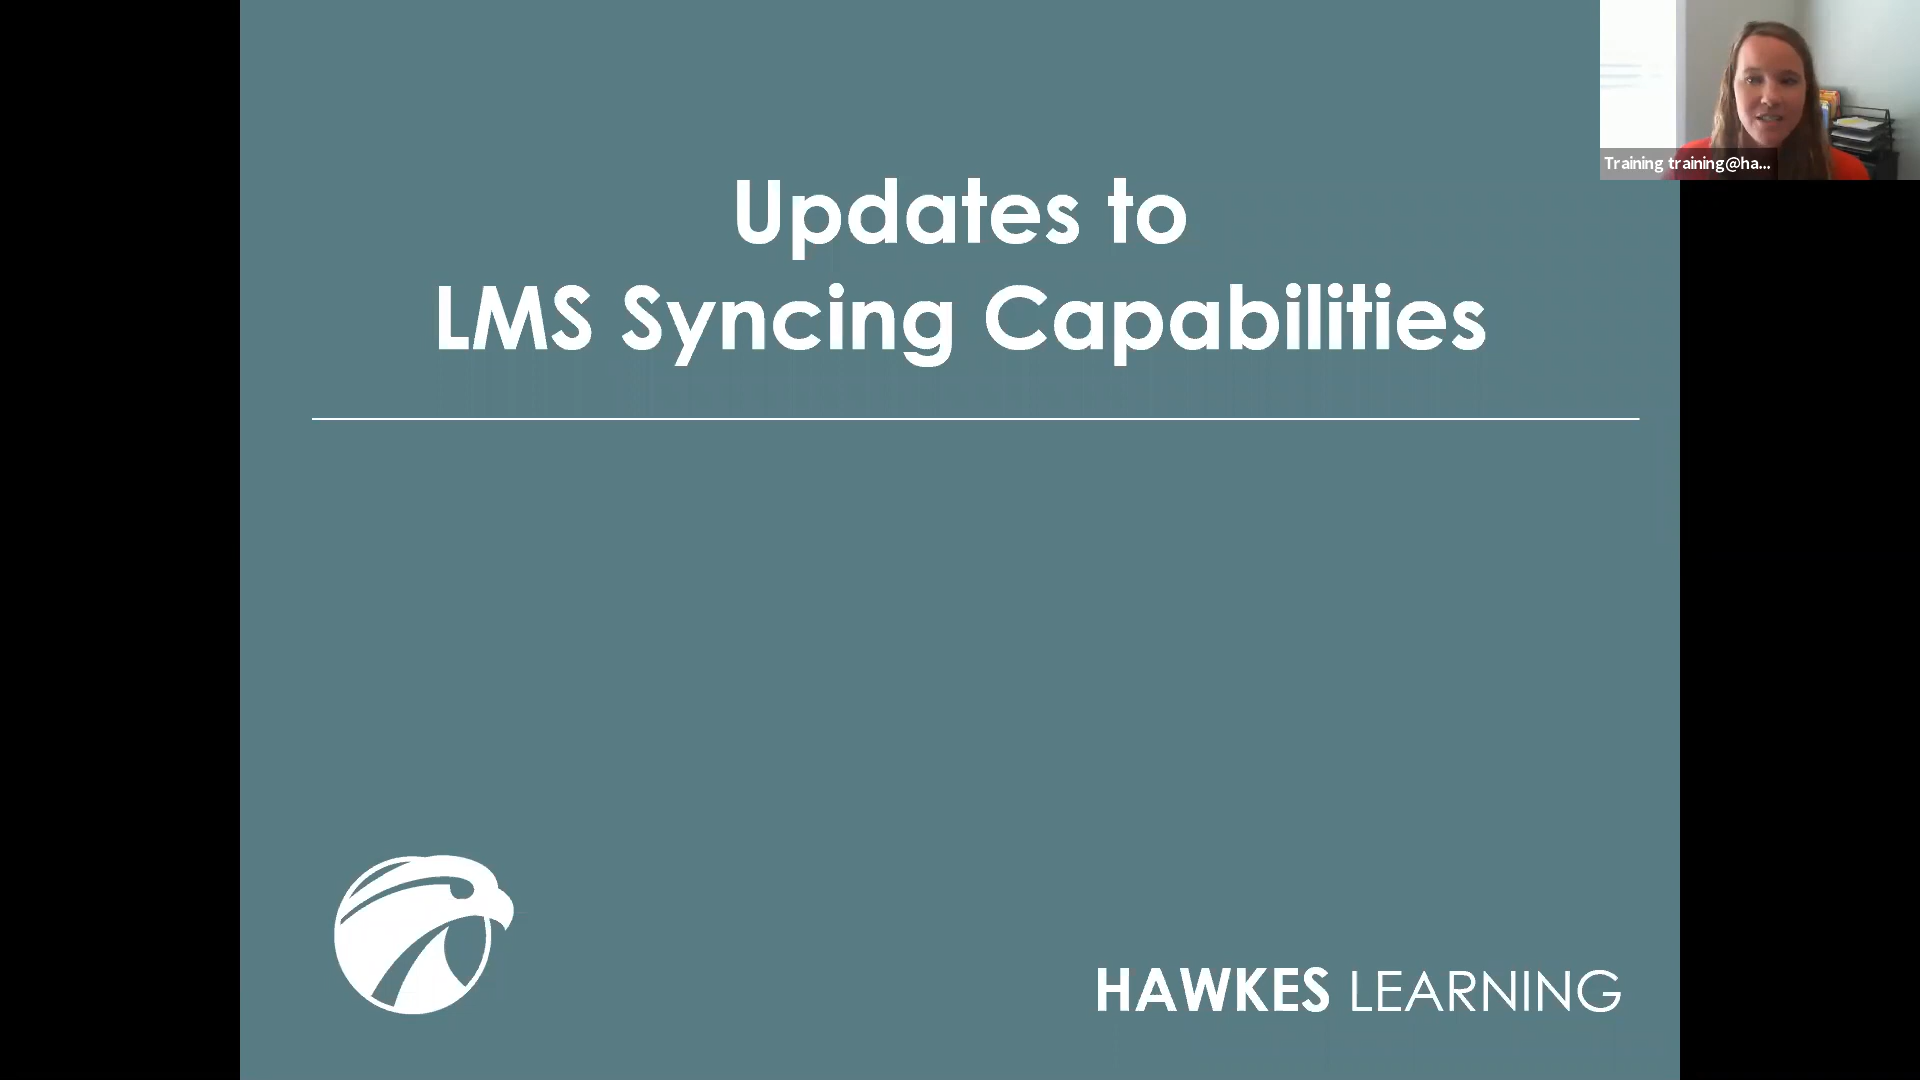 Updates to
LMS Syncing Capabilities
Training training@ha...
HAWKES LEARNING